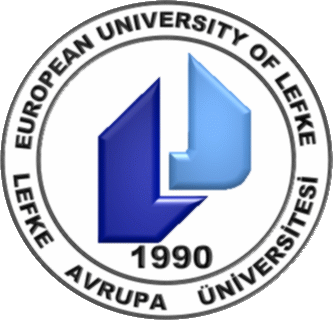 EUROPEAN UNIVERSITY OF LEFKE
1990
LEFKE AVRUPA ÜNİVERSİTESİ